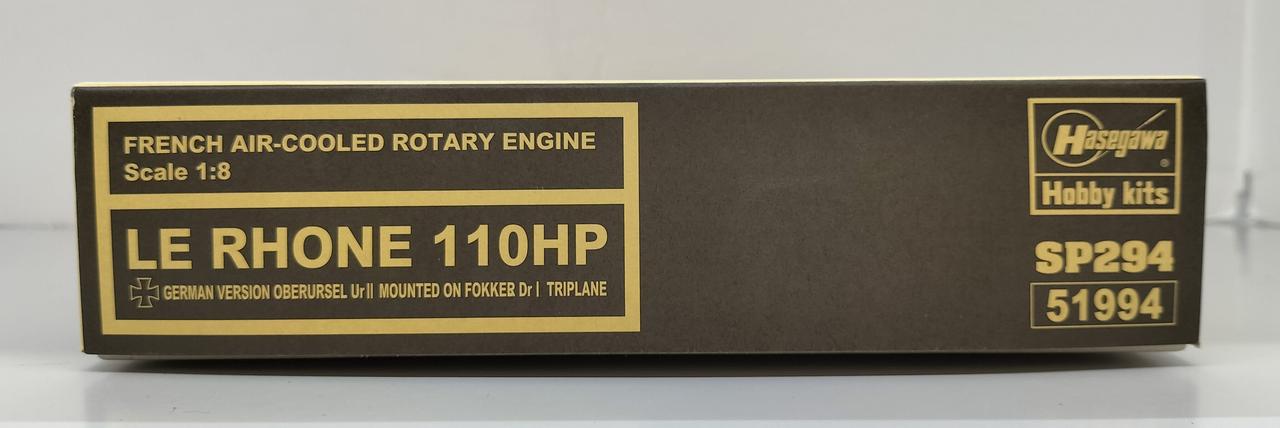 FRENCH AIR-COOLED ROTARY ENGINE
Scale 1:8
LE RHONE 110HP
GERMAN VERSION OBERURSEL Ur II MOUNTED ON FOKKER Dr I TRIPLANE
Hasegawa ®
Hobby kits
SP294
51994